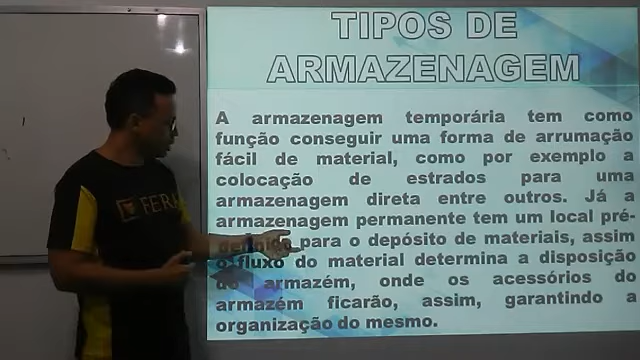 TIPOS DE
ARMAZENAGEM
A armazenagem temporária tem como
função conseguir uma forma de arrumação
fácil de material, como por exemplo a
colocação de estrados para uma
armazenagem direta entre outros. Já a
armazenagem permanente tem um local pré-
definido para o depósito de materiais, assim
o fluxo do material determina a disposição
do armazém, onde os acessórios do
armazém ficarão, assim, garantindo a
organização do mesmo.